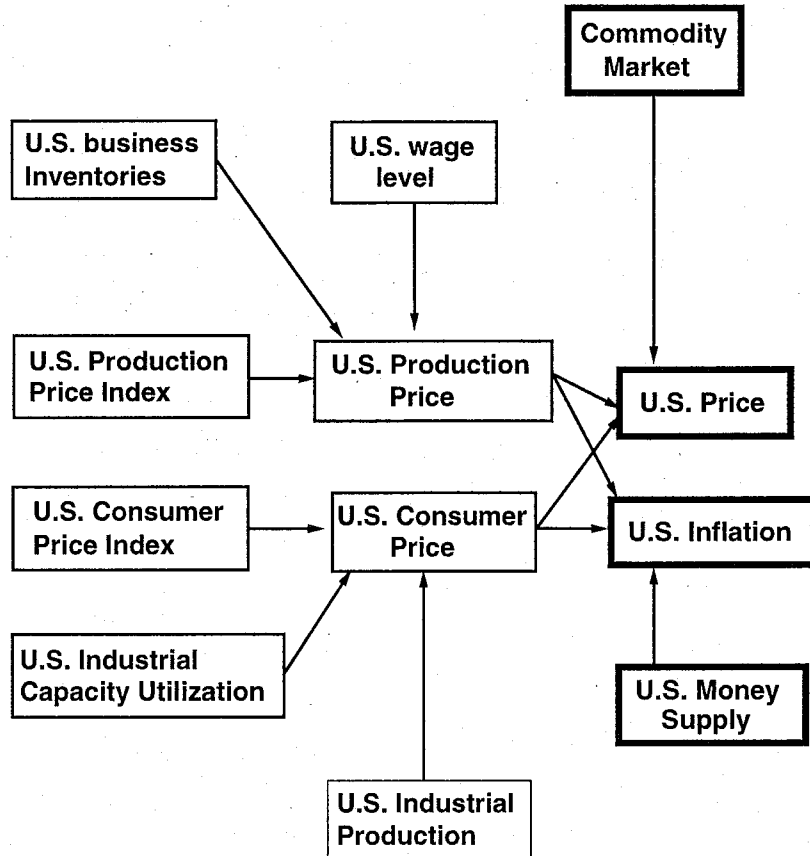 Commodity
Market
U.S. business
Inventories
U.S. wage
level
U.S. Production
Price Index
U.S. Production
Price
U.S. Price
U.S. Consumer
Price Index
U.S. Consumer
Price
U.S. Inflation
U.S. Industrial
Capacity Utilization
U.S. Money
Supply
U.S. Industrial
Production